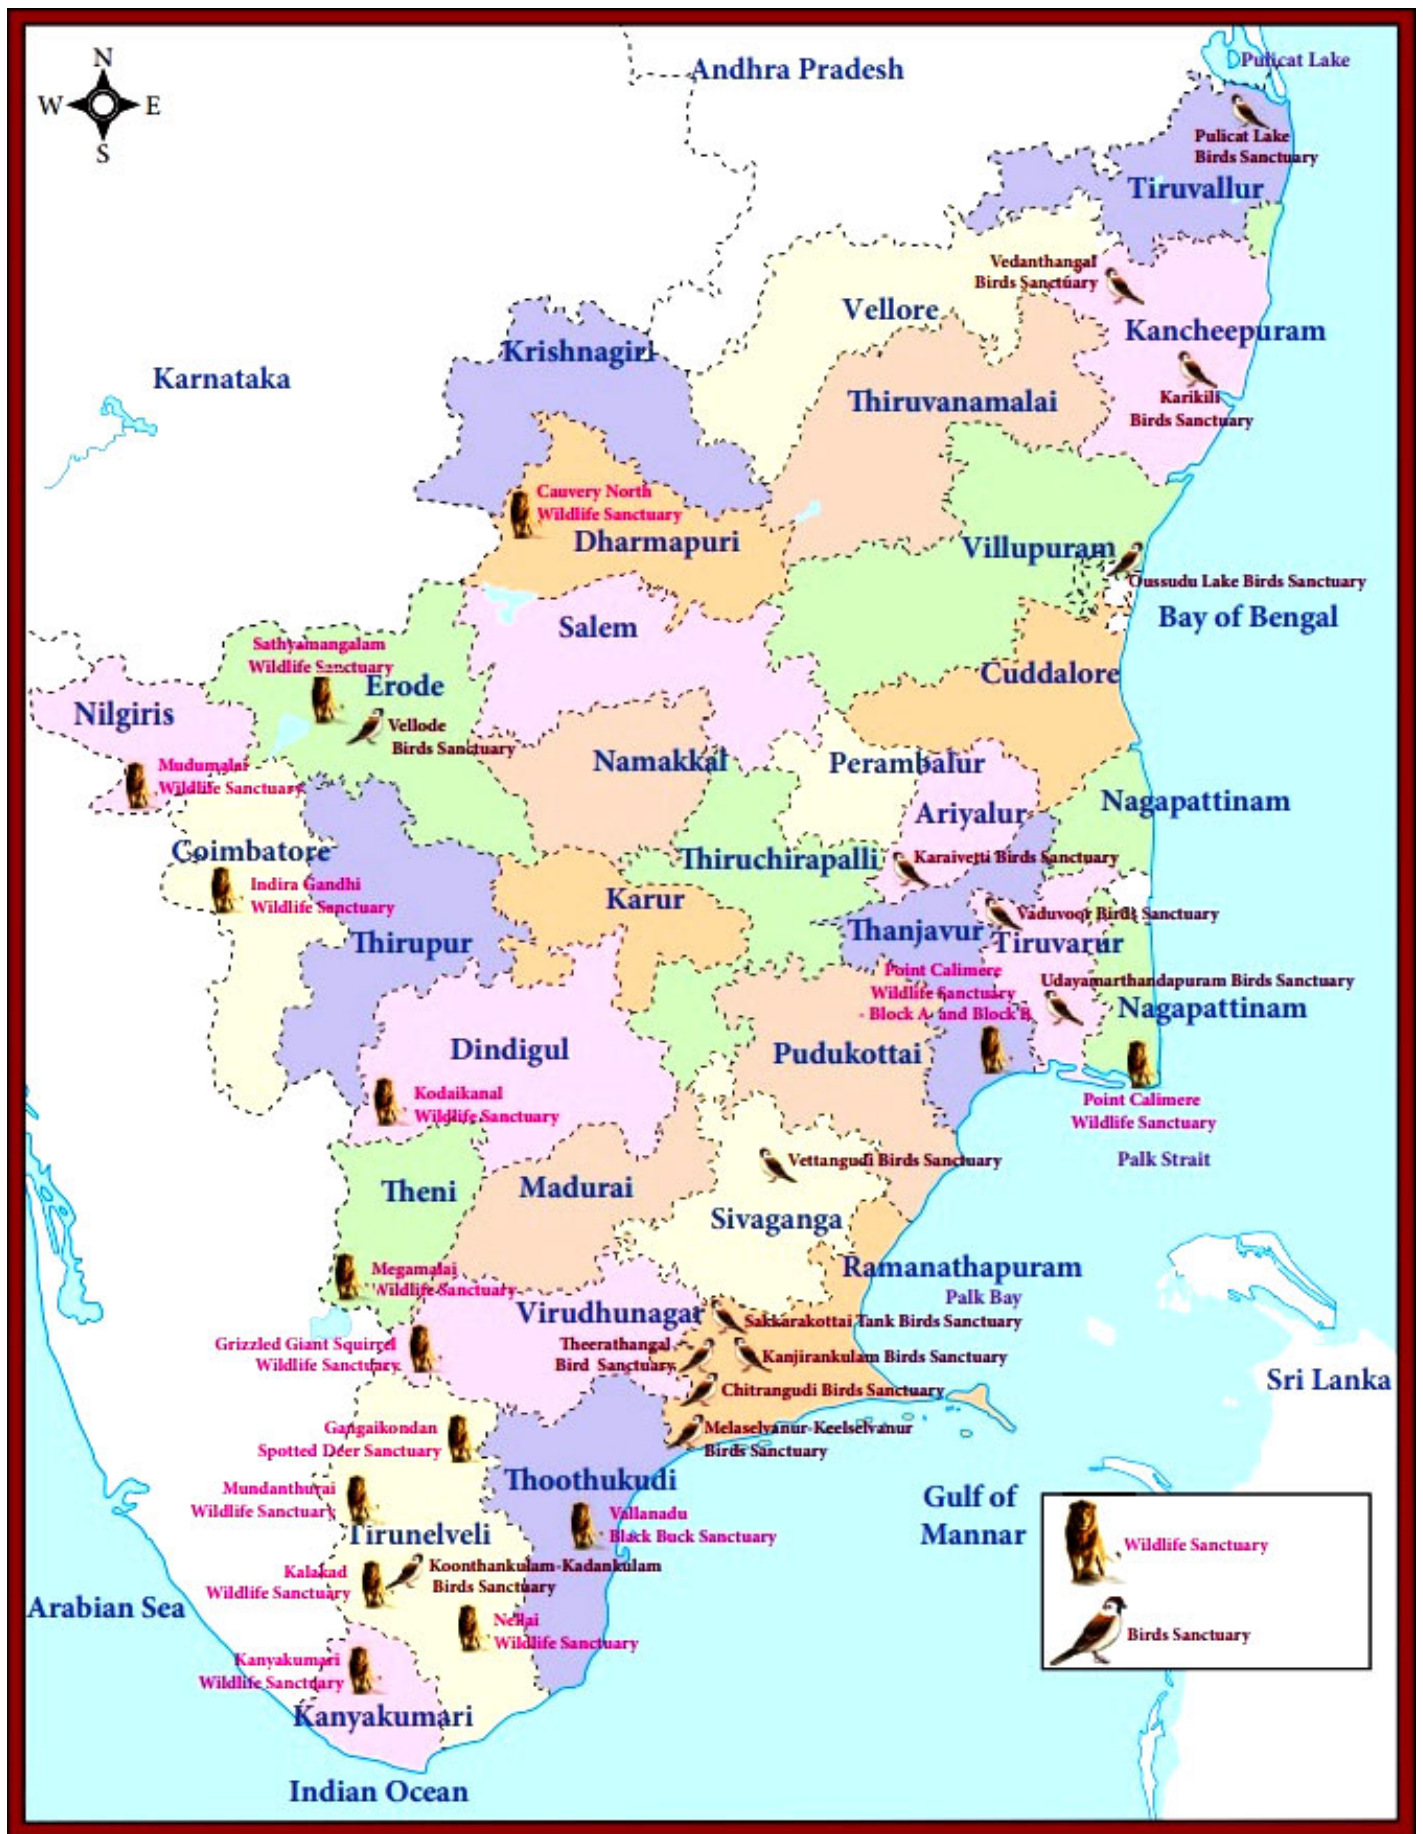 N
W
E
S
Andhra Pradesh
Pulicat Lake
Pulicat Lake
Birds Sanctuary
Tiruvallur
Vedanthangal
Birds Sanctuary
Vellore
Kancheepuram
Krishnagiri
Karnataka
Thiruvanamalai
Karikili
Birds Sanctuary
Cauvery North
Wildlife Sanctuary
Dharmapuri
Villupuram
Oussudu Lake Birds Sanctuary
Bay of Bengal
Salem
Sathyamangalam
Wildlife Sanctuary
Erode
Cuddalore
Nilgiris
Vellode
Birds Sanctuary
Mudumalai
Wildlife Sanctuary
Namakkal
Perambalur
Ariyalur
Nagapattinam
Coimbatore
Thiruchirapalli
Karaivetti Birds Sanctuary
Indira Gandhi
Wildlife Sanctuary
Karur
Thirupur
Thanjavur
Vaduvoor Birds Sanctuary
Tiruvarur
Point Calimere
Wildlife Sanctuary
- Block A and Block B
Udayamarthandapuram Birds Sanctuary
Nagapattinam
Dindigul
Pudukottai
Kodaikanal
Wildlife Sanctuary
Point Calimere
Wildlife Sanctuary
Palk Strait
Vettangudi Birds Sanctuary
Theni
Madurai
Sivaganga
Megamalai
Wildlife Sanctuary
Ramanathapuram
Palk Bay
Virudhunagar
Sakkarakottai Tank Birds Sanctuary
Grizzled Giant Squirrel
Wildlife Sanctuary
Theerathangal
Bird Sanctuary
Kanjirankulam Birds Sanctuary
Sri Lanka
Chitrangudi Birds Sanctuary
Gangaikondan
Spotted Deer Sanctuary
Melaselvanur-Keelselvanur
Birds Sanctuary
Mundanthurai
Wildlife Sanctuary
Thoothukudi
Gulf of
Mannar
Vallanadu
Black Buck Sanctuary
Tirunelveli
Kalakad
Wildlife Sanctuary
Koonthankulam-Kadankulam
Birds Sanctuary
Wildlife Sanctuary
Arabian Sea
Nellai
Wildlife Sanctuary
Birds Sanctuary
Kanyakumari
Wildlife Sanctuary
Kanyakumari
Indian Ocean